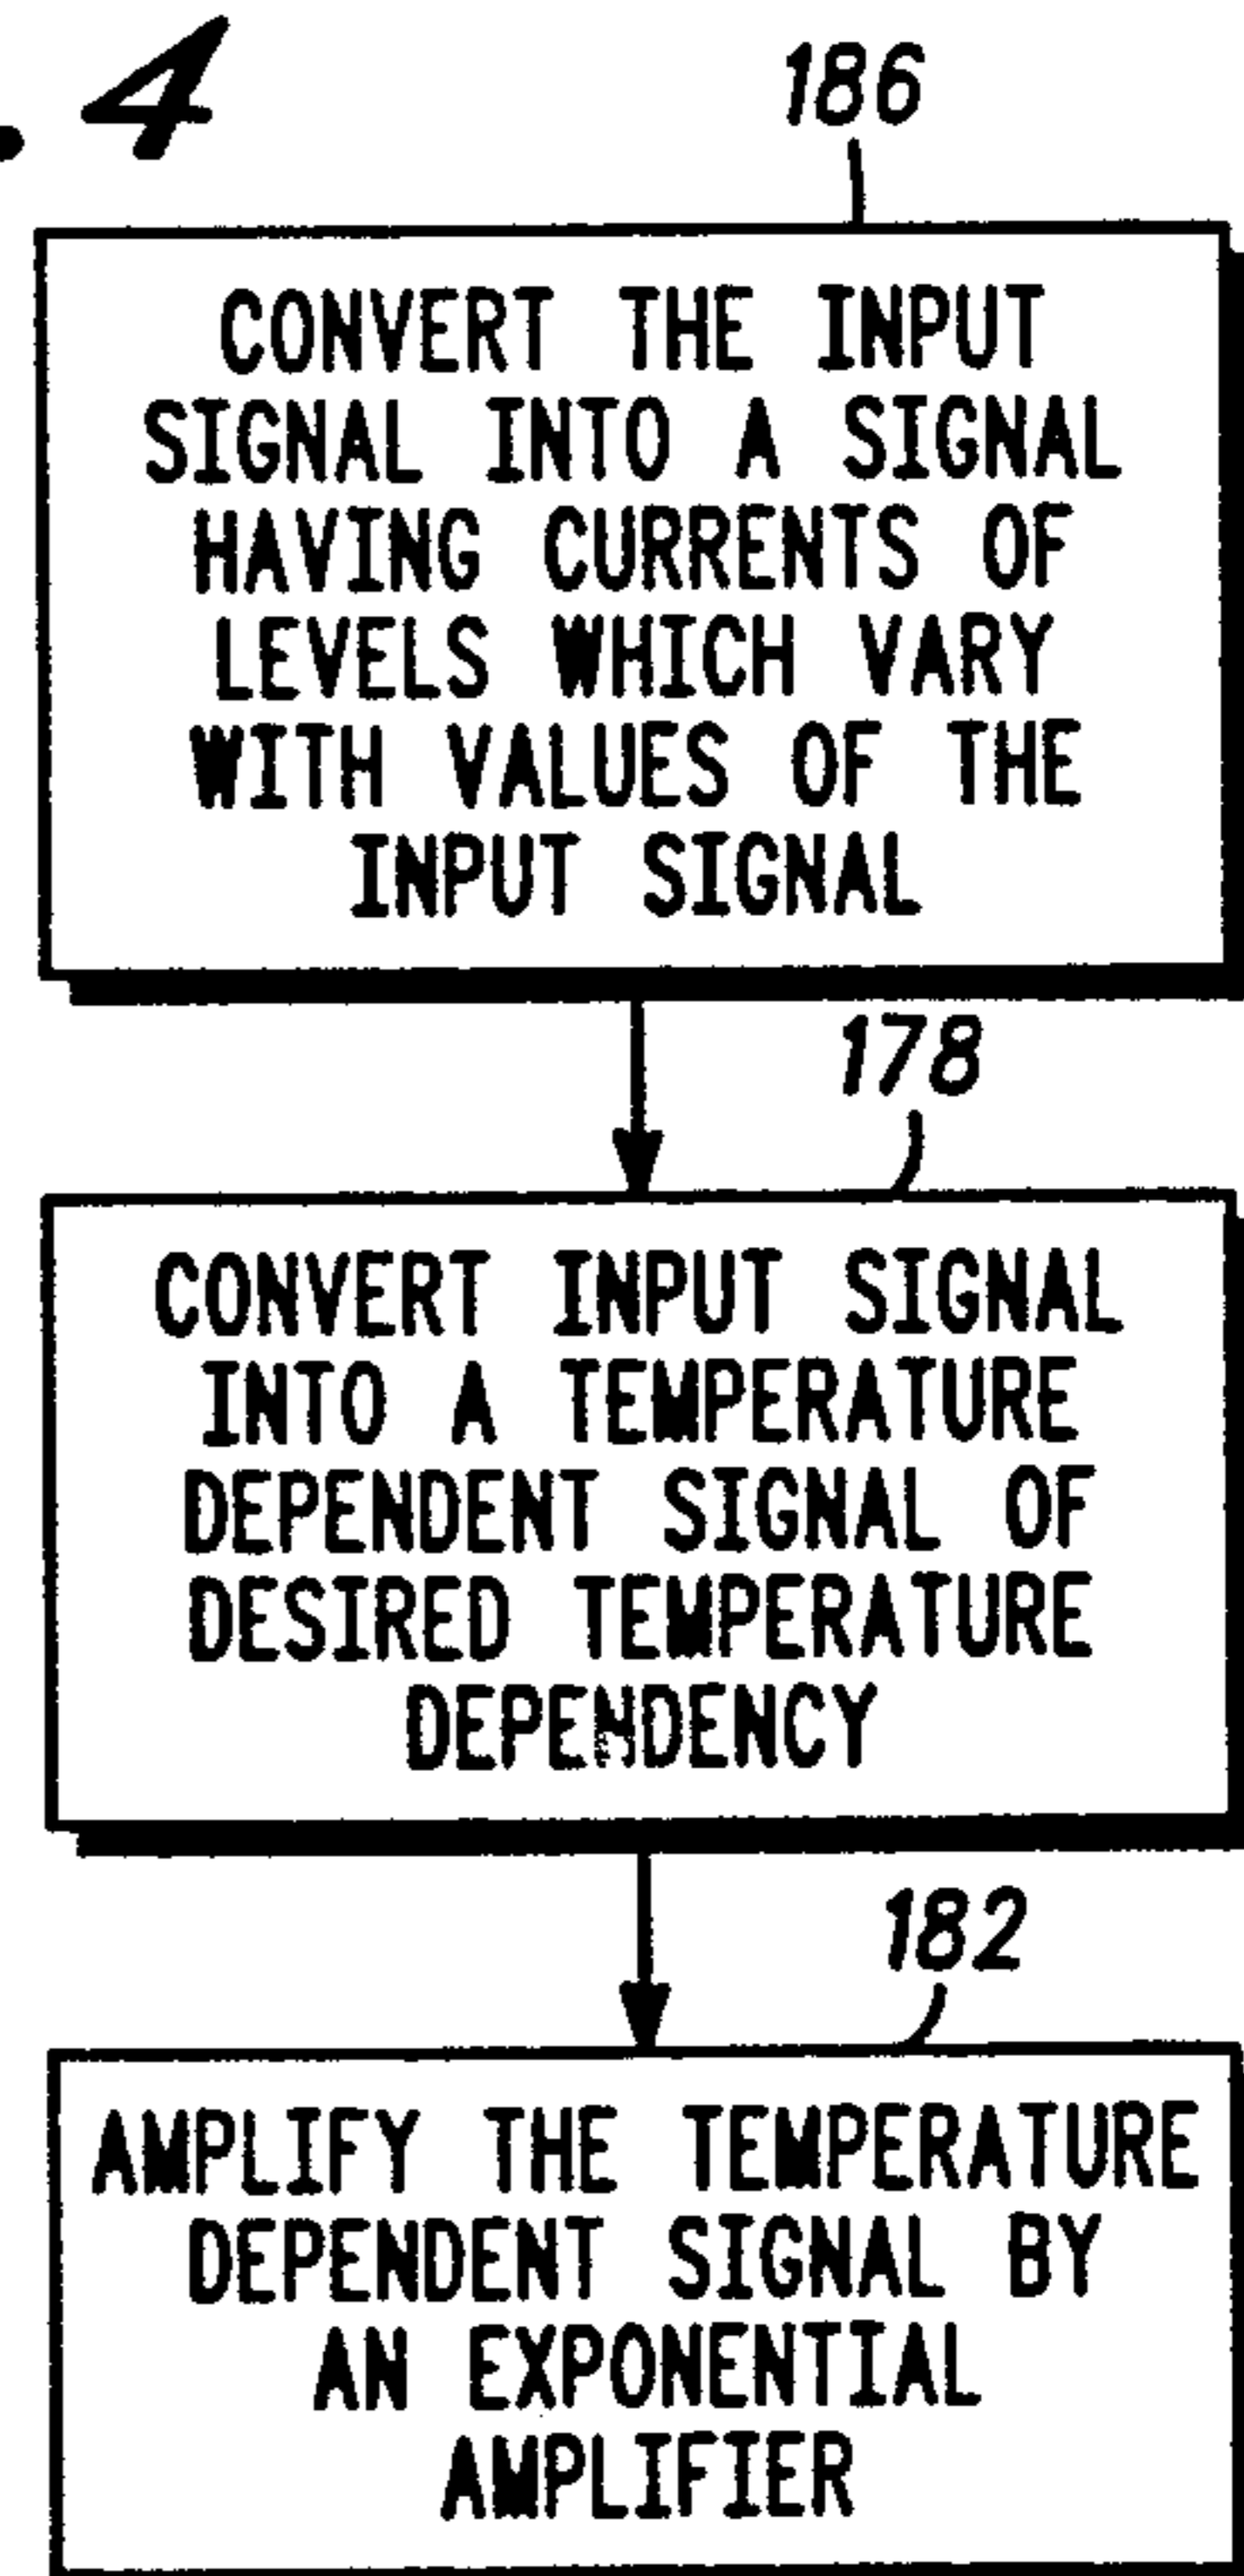 . 4
186
CONVERT THE INPUT
SIGNAL INTO A SIGNAL
HAVING CURRENTS OF
LEVELS WHICH VARY
WITH VALUES OF THE
INPUT SIGNAL
178
CONVERT INPUT SIGNAL
INTO A TEMPERATURE
DEPENDENT SIGNAL OF
DESIRED TEMPERATURE
DEPENDENCY
182
AMPLIFY THE TEMPERATURE
DEPENDENT SIGNAL BY
AN EXPONENTIAL
AMPLIFIER